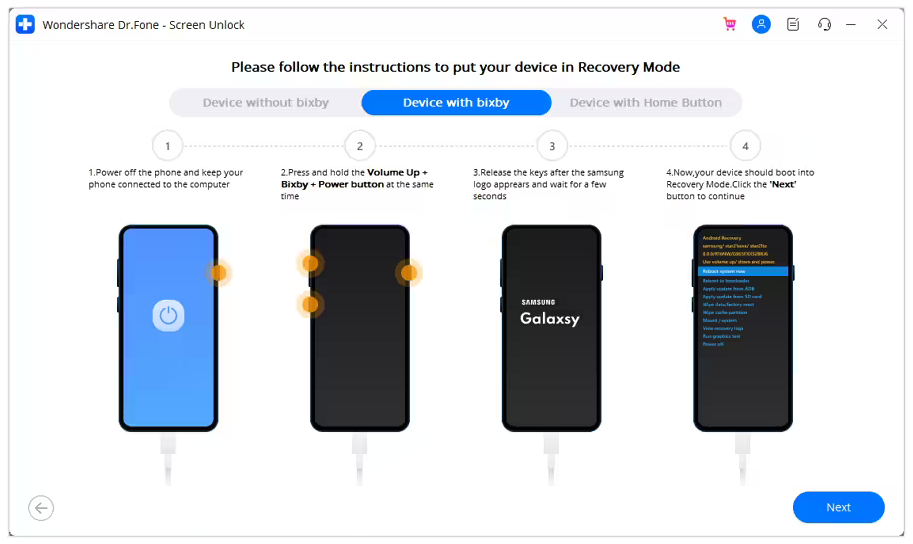 Wondershare Dr.Fone - Screen Unlock
Please follow the instructions to put your device in Recovery Mode
Device without bixby
Device with bixby
Device with Home Button
1
2
3
4
1.Power off the phone and keep your
phone connected to the computer
2.Press and hold the Volume Up +
Bixby + Power button at the same
time
3.Release the keys after the samsung
logo apprears and wait for a few
seconds
4.Now,your device should boot into
Recovery Mode.Click the 'Next'
button to continue
SAMSUNG
Galaxsy
Android Recovery
Use volume up/ down and power
Reboot system now
Reboot to bootloader
Apply update from ADB
Apply update from SD card
Wipe data/factory reset
Wipe cache partition
Mount / system
View recovery logs
Run graphics test
Power off
Next